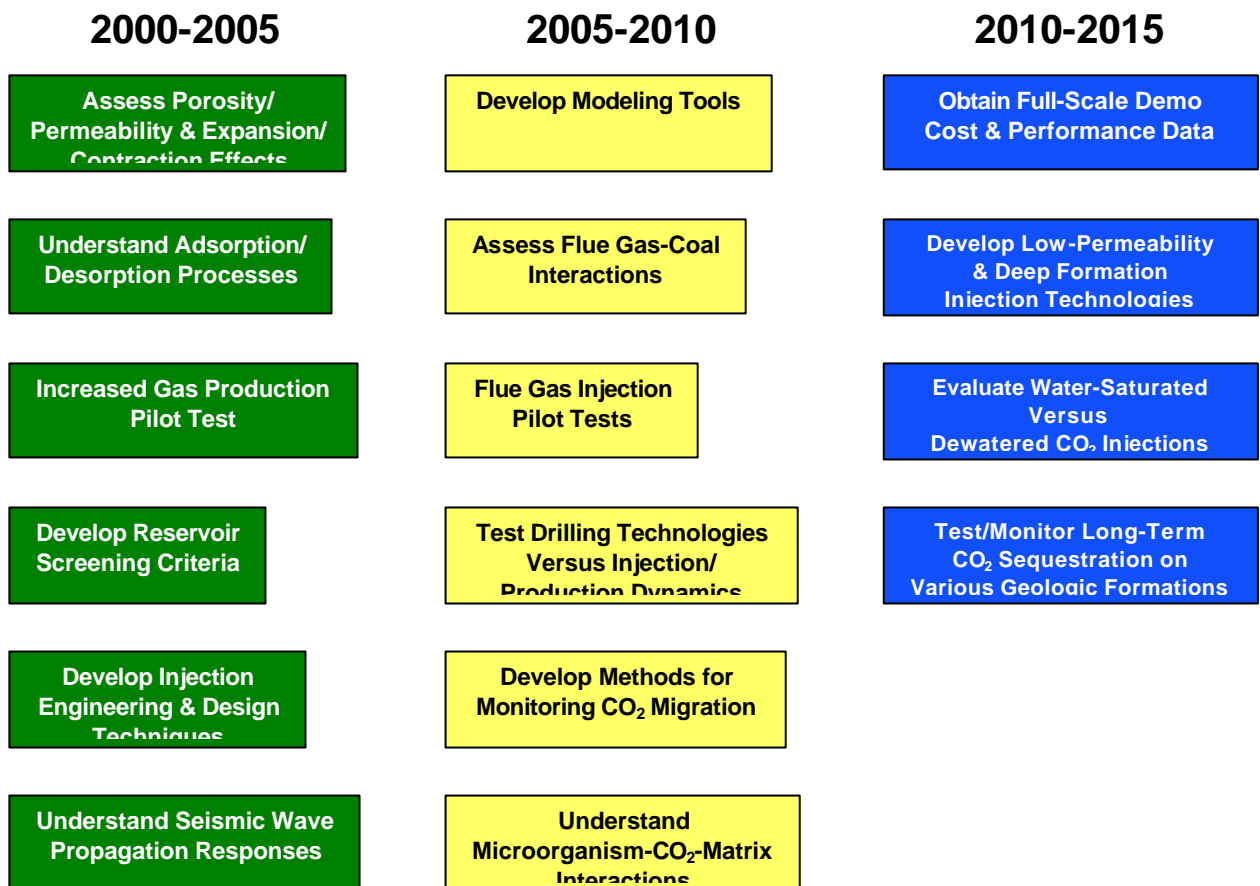 2000-2005
Assess Porosity/
Permeability & Expansion/
Contraction Effects
Understand Adsorption/
Desorption Processes
Increased Gas Production
Pilot Test
Develop Reservoir
Screening Criteria
Develop Injection
Engineering & Design
Techniques
Understand Seismic Wave
Propagation Responses
2005-2010
Develop Modeling Tools
Assess Flue Gas-Coal
Interactions
Flue Gas Injection
Pilot Tests
Test Drilling Technologies
Versus Injection/
Production Dynamics
Develop Methods for
Monitoring CO₂ Migration
Understand
Microorganism-CO₂-Matrix
Interactions
2010-2015
Obtain Full-Scale Demo
Cost & Performance Data
Develop Low-Permeability
& Deep Formation
Injection Technologies
Evaluate Water-Saturated
Versus
Dewatered CO₂ Injections
Test/Monitor Long-Term
CO₂ Sequestration on
Various Geologic Formations